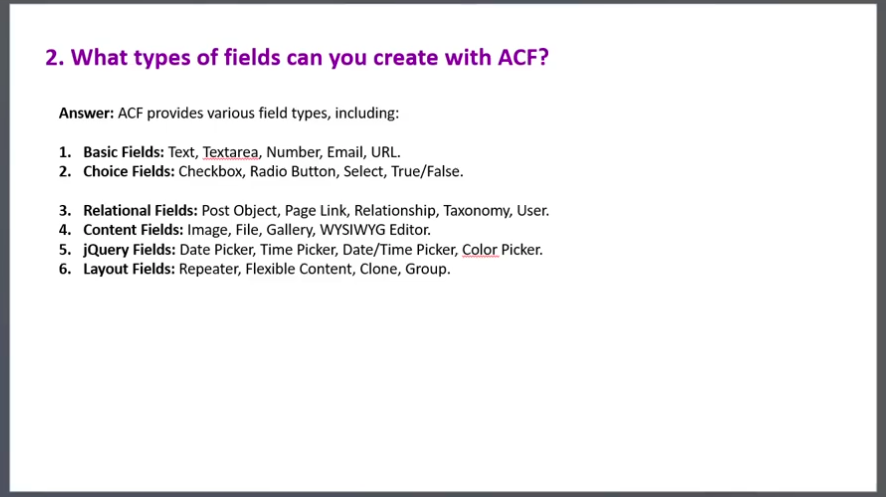 2. What types of fields can you create with ACF?
Answer: ACF provides various field types, including:
1. Basic Fields: Text, Textarea, Number, Email, URL.
2. Choice Fields: Checkbox, Radio Button, Select, True/False.
3. Relational Fields: Post Object, Page Link, Relationship, Taxonomy, User.
4. Content Fields: Image, File, Gallery, WYSIWYG Editor.
5. jQuery Fields: Date Picker, Time Picker, Date/Time Picker, Color Picker.
6. Layout Fields: Repeater, Flexible Content, Clone, Group.